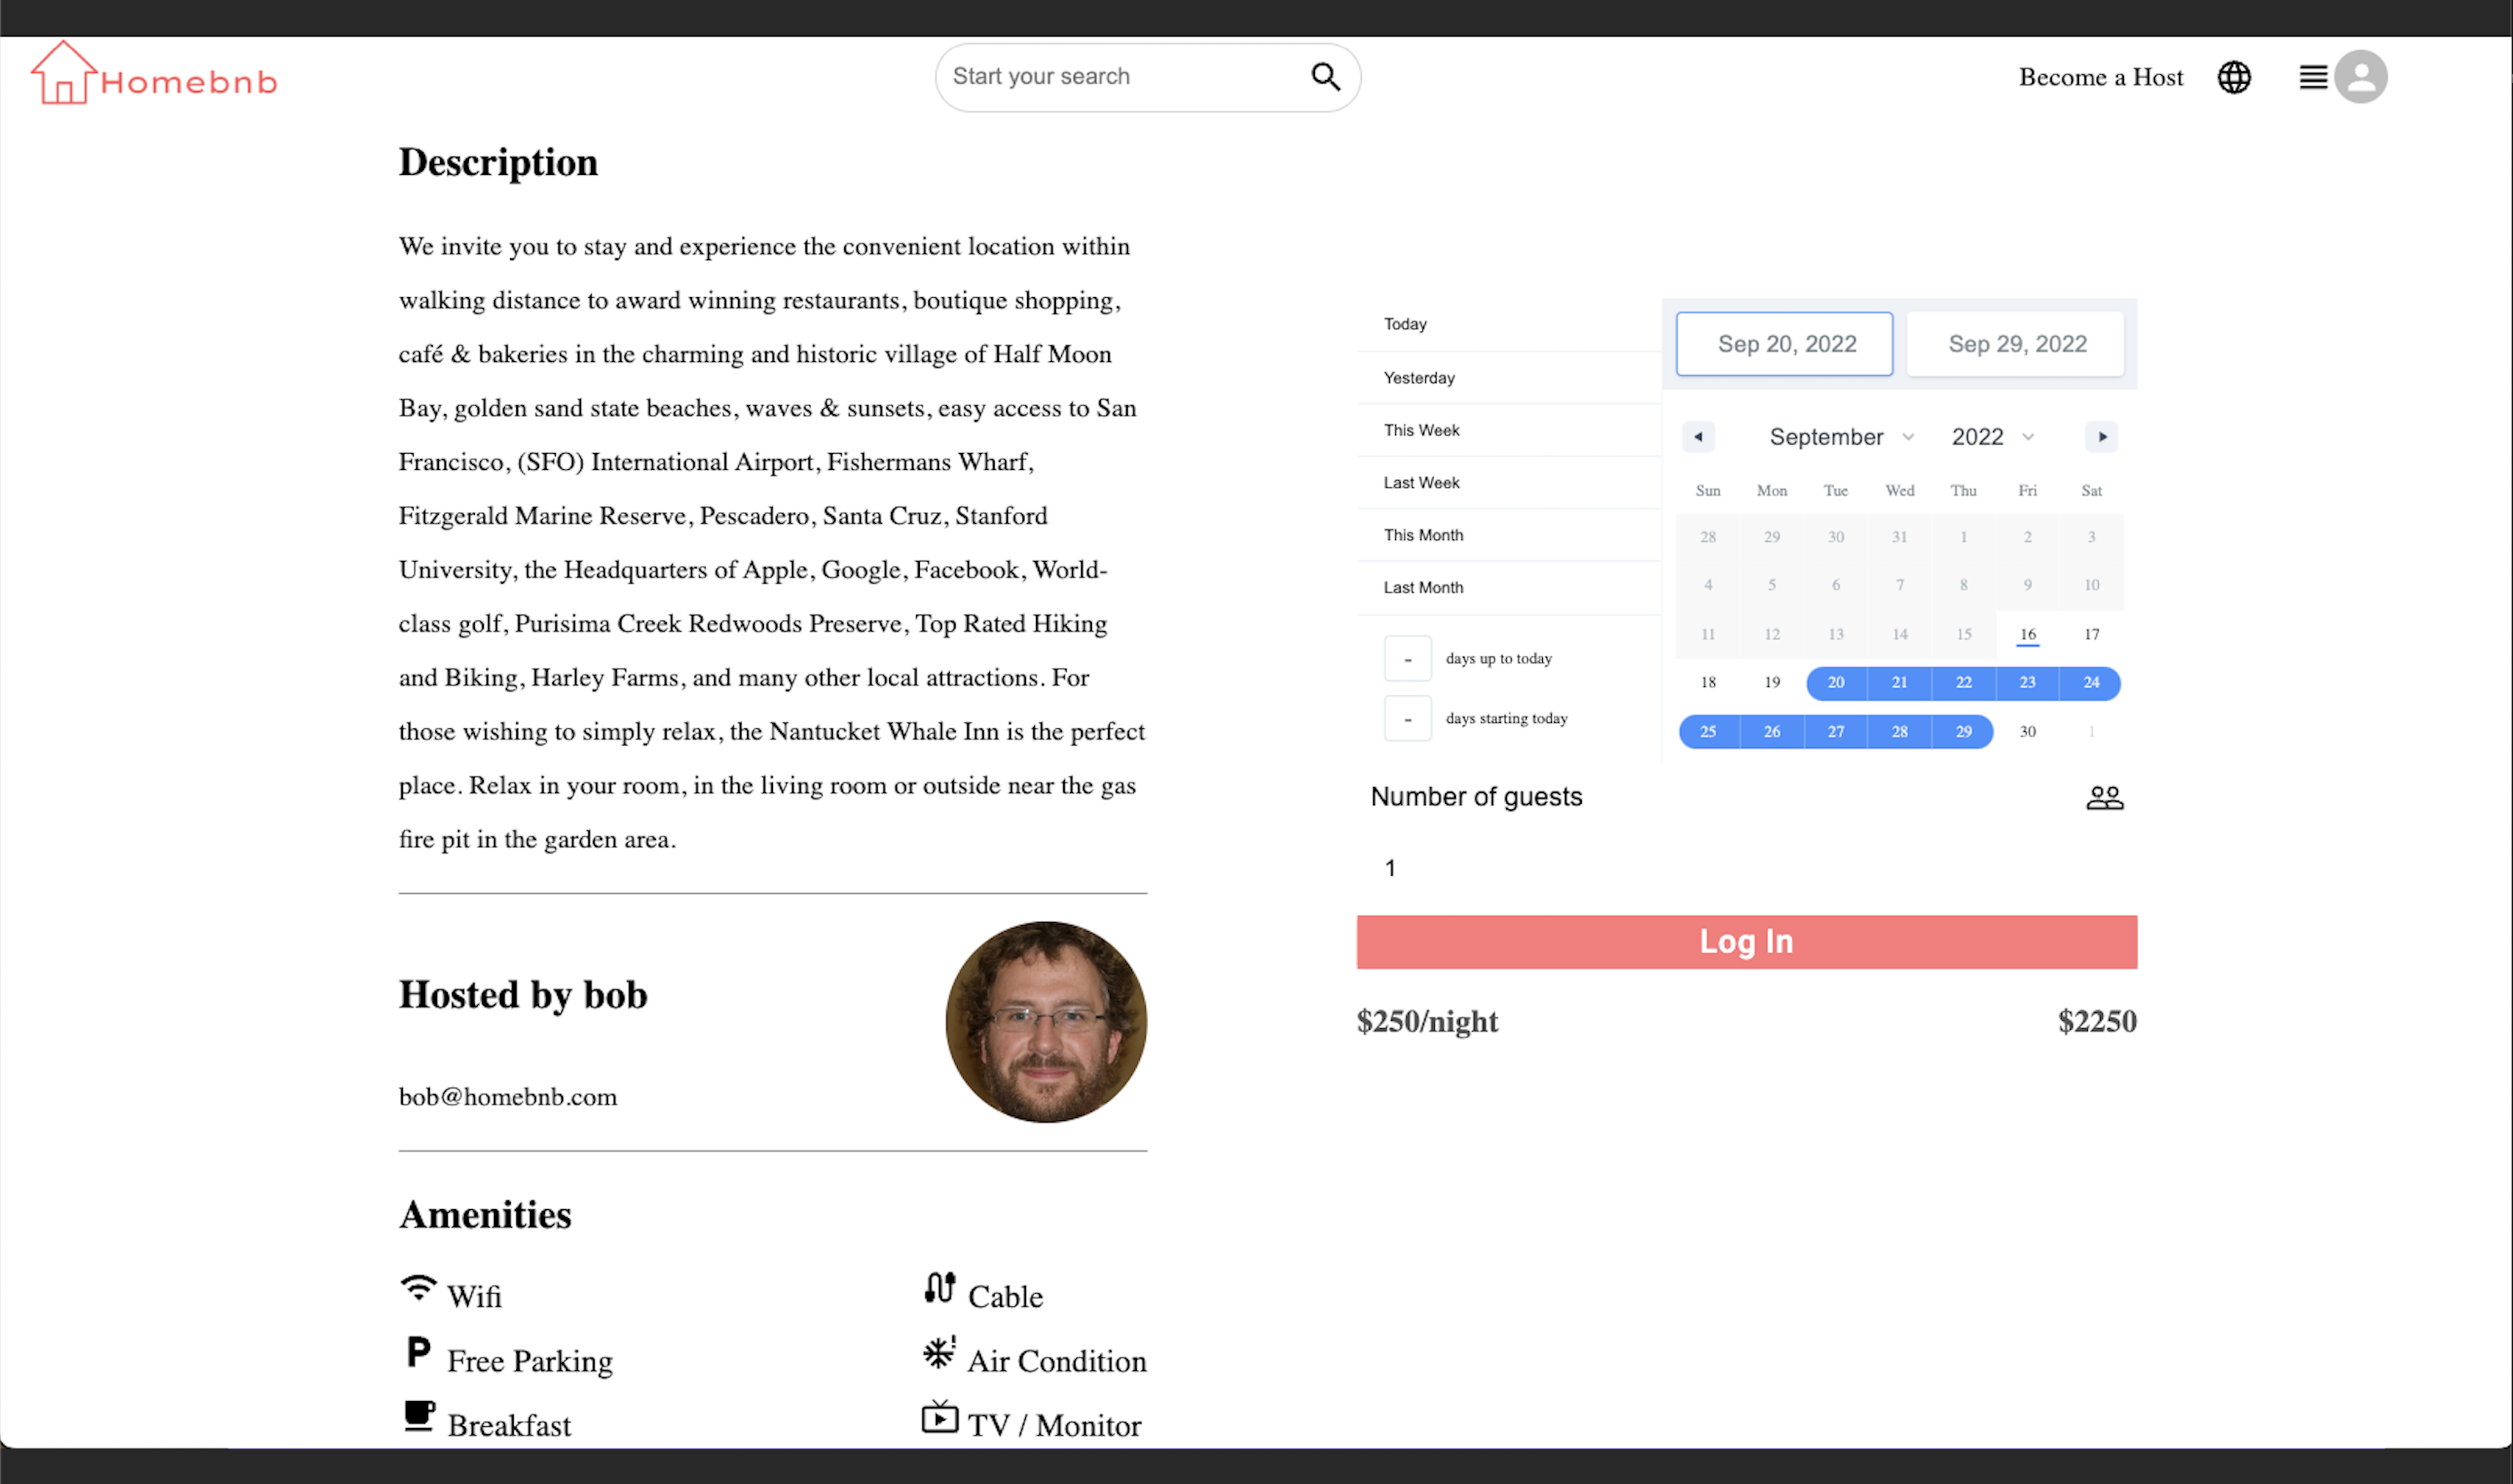 Homebnb
Start your search
Become a Host
Description
We invite you to stay and experience the convenient location within
walking distance to award winning restaurants, boutique shopping,
café & bakeries in the charming and historic village of Half Moon
Bay, golden sand state beaches, waves & sunsets, easy access to San
Francisco, (SFO) International Airport, Fishermans Wharf,
Fitzgerald Marine Reserve, Pescadero, Santa Cruz, Stanford
University, the Headquarters of Apple, Google, Facebook, World-
class golf, Purisima Creek Redwoods Preserve, Top Rated Hiking
and Biking, Harley Farms, and many other local attractions. For
those wishing to simply relax, the Nantucket Whale Inn is the perfect
place. Relax in your room, in the living room or outside near the gas
fire pit in the garden area.
Hosted by bob
bob@homebnb.com
Amenities
Wifi
Cable
P Free Parking
Air Condition
Breakfast
TV / Monitor
Today
Yesterday
This Week
Last Week
This Month
Last Month
- days up to today
- days starting today
Sep 20, 2022 Sep 29, 2022
September 2022
Sun Mon Tue Wed Thu Fri Sat
28 29 30 31 1 2 3
4 5 6 7 8 9 10
11 12 13 14 15 16 17
18 19 20 21 22 23 24
25 26 27 28 29 30 1
Number of guests
1
Log In
$250/night $2250